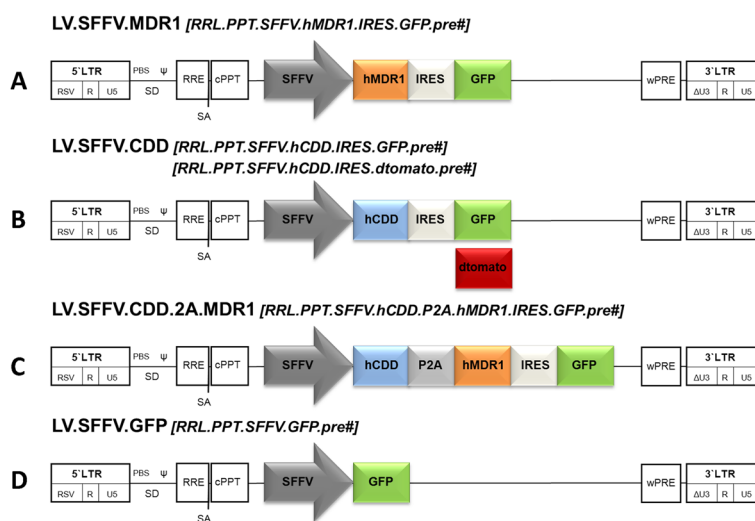 LV.SFFV.MDR1 [RRL.PPT.SFFV.hMDR1.IRES.GFP.pre#]
A
5`LTR PBS Ψ RRE cPPT SFFV hMDR1 IRES GFP wPRE 3`LTR
RSV R U5 SD ΔU3 R U5
SA
LV.SFFV.CDD [RRL.PPT.SFFV.hCDD.IRES.GFP.pre#]
[RRL.PPT.SFFV.hCDD.IRES.dtomato.pre#]
B
5`LTR PBS Ψ RRE cPPT SFFV hCDD IRES GFP wPRE 3`LTR
RSV R U5 SD ΔU3 R U5
SA
dtomato
LV.SFFV.CDD.2A.MDR1 [RRL.PPT.SFFV.hCDD.P2A.hMDR1.IRES.GFP.pre#]
C
5`LTR PBS Ψ RRE cPPT SFFV hCDD P2A hMDR1 IRES GFP wPRE 3`LTR
RSV R U5 SD ΔU3 R U5
SA
LV.SFFV.GFP [RRL.PPT.SFFV.GFP.pre#]
D
5`LTR PBS Ψ RRE cPPT SFFV GFP wPRE 3`LTR
RSV R U5 SD ΔU3 R U5
SA